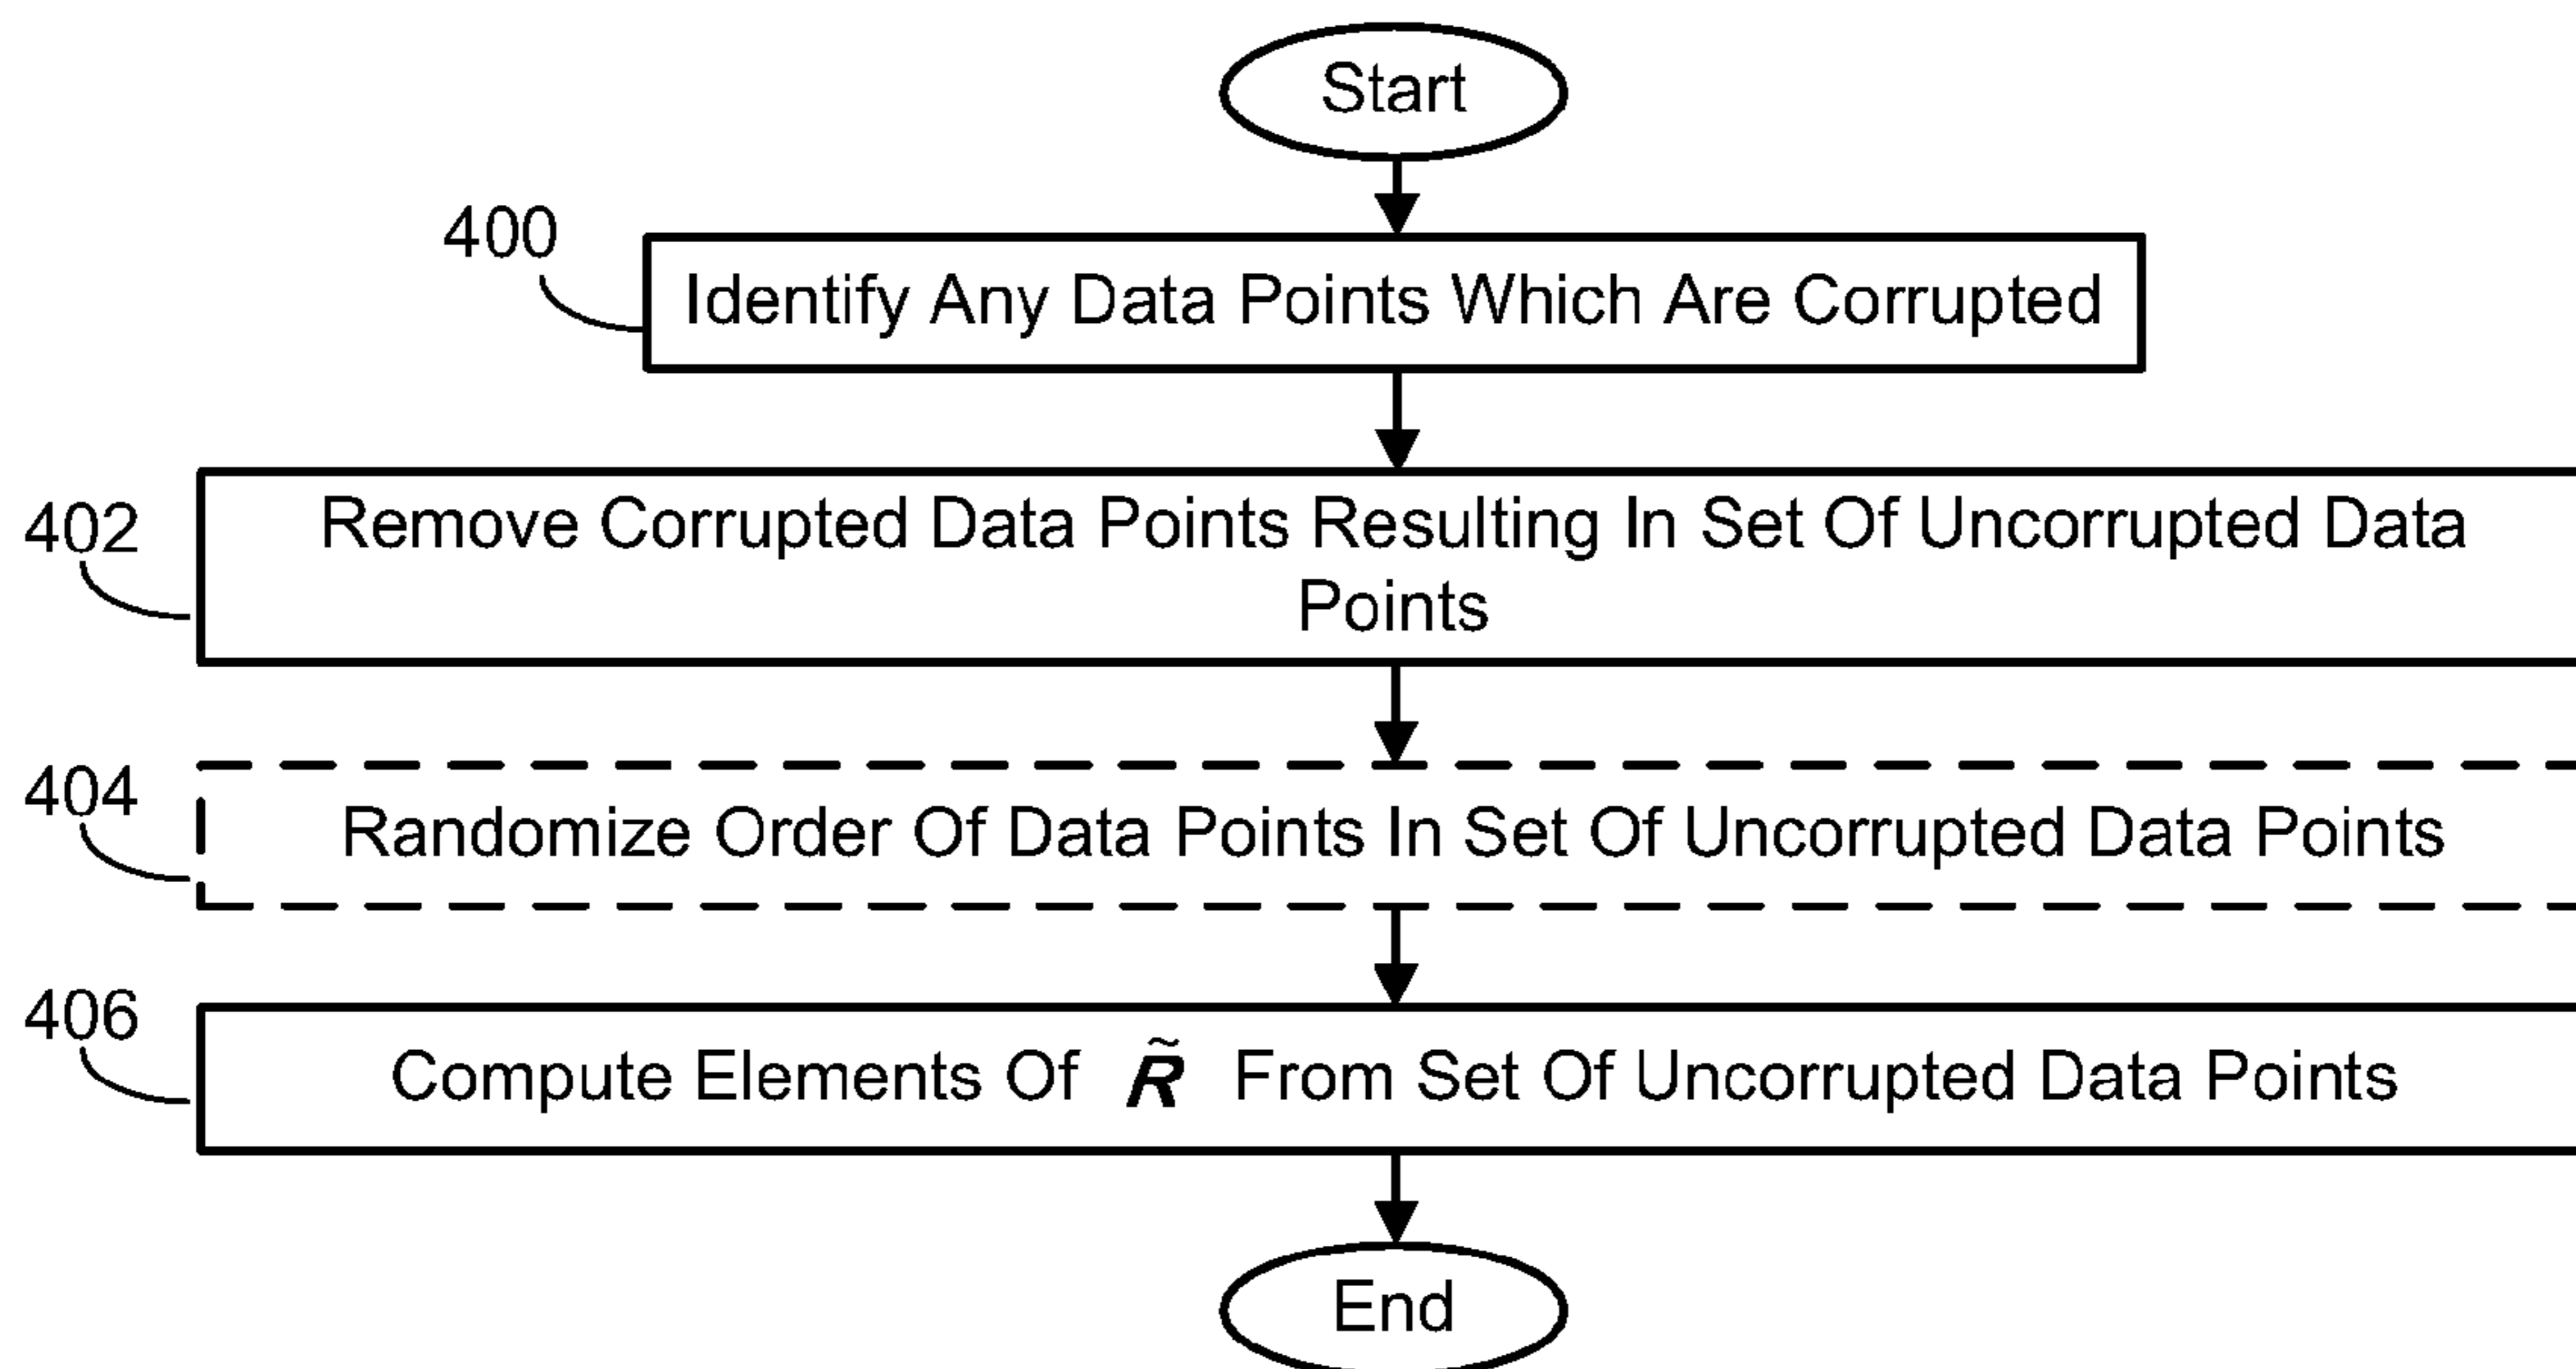 Start
400
Identify Any Data Points Which Are Corrupted
402
Remove Corrupted Data Points Resulting In Set Of Uncorrupted Data
Points
404
Randomize Order Of Data Points In Set Of Uncorrupted Data Points
406
Compute Elements Of R̃ From Set Of Uncorrupted Data Points
End